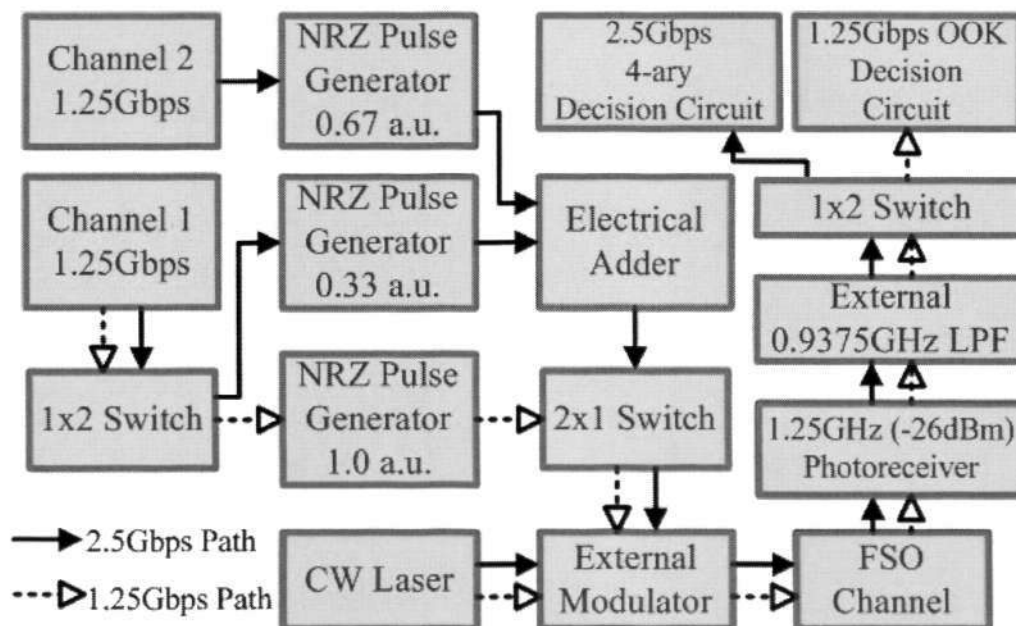 Channel 2
1.25Gbps
NRZ Pulse
Generator
0.67 a.u.
2.5Gbps
4-ary
Decision Circuit
1.25Gbps OOK
Decision
Circuit
Channel 1
1.25Gbps
NRZ Pulse
Generator
0.33 a.u.
Electrical
Adder
1x2 Switch
External
0.9375GHz LPF
1x2 Switch
NRZ Pulse
Generator
1.0 a.u.
2x1 Switch
1.25GHz (-26dBm)
Photoreceiver
2.5Gbps Path
1.25Gbps Path
CW Laser
External
Modulator
FSO
Channel